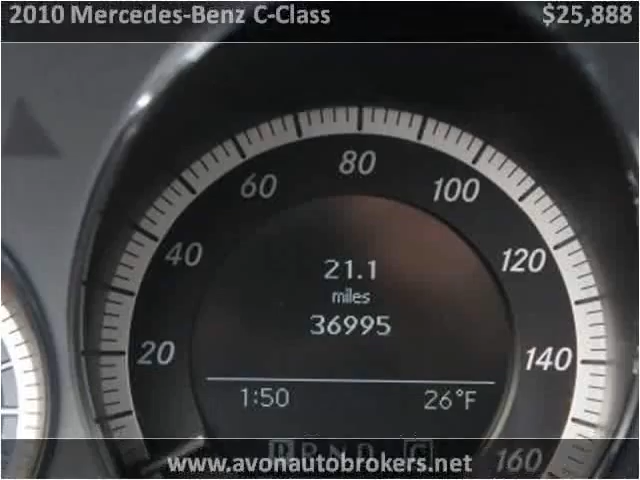 2010 Mercedes-Benz C-Class $25,888
80
60 100
21.1
40 120
miles
36995
20 140
1:50 26°F
P R N D C
160
www.avonautobrokers.net